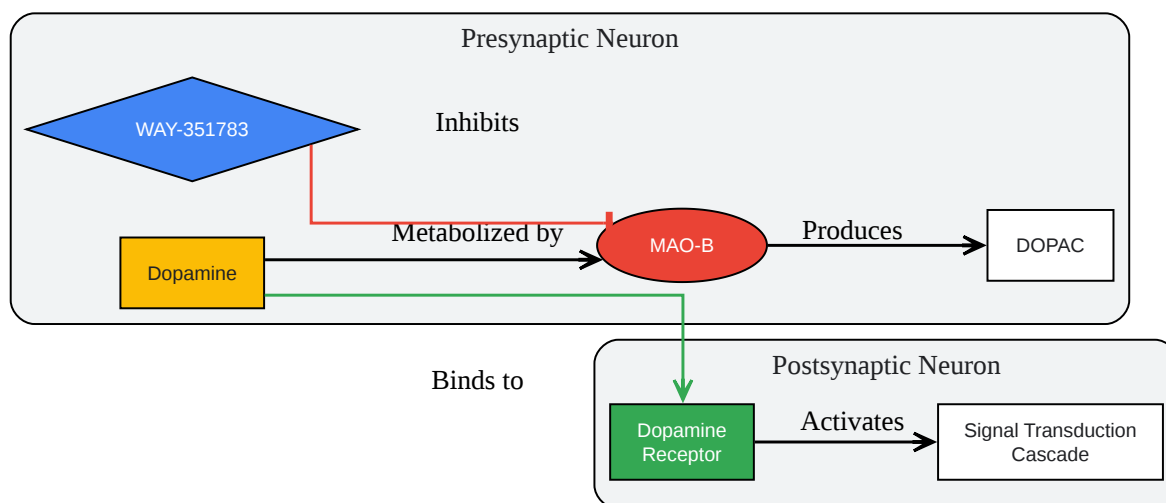 Presynaptic Neuron
WAY-351783
Inhibits
Metabolized by
MAO-B
Produces
DOPAC
Dopamine
Binds to
Postsynaptic Neuron
Dopamine
Receptor
Activates
Signal Transduction
Cascade